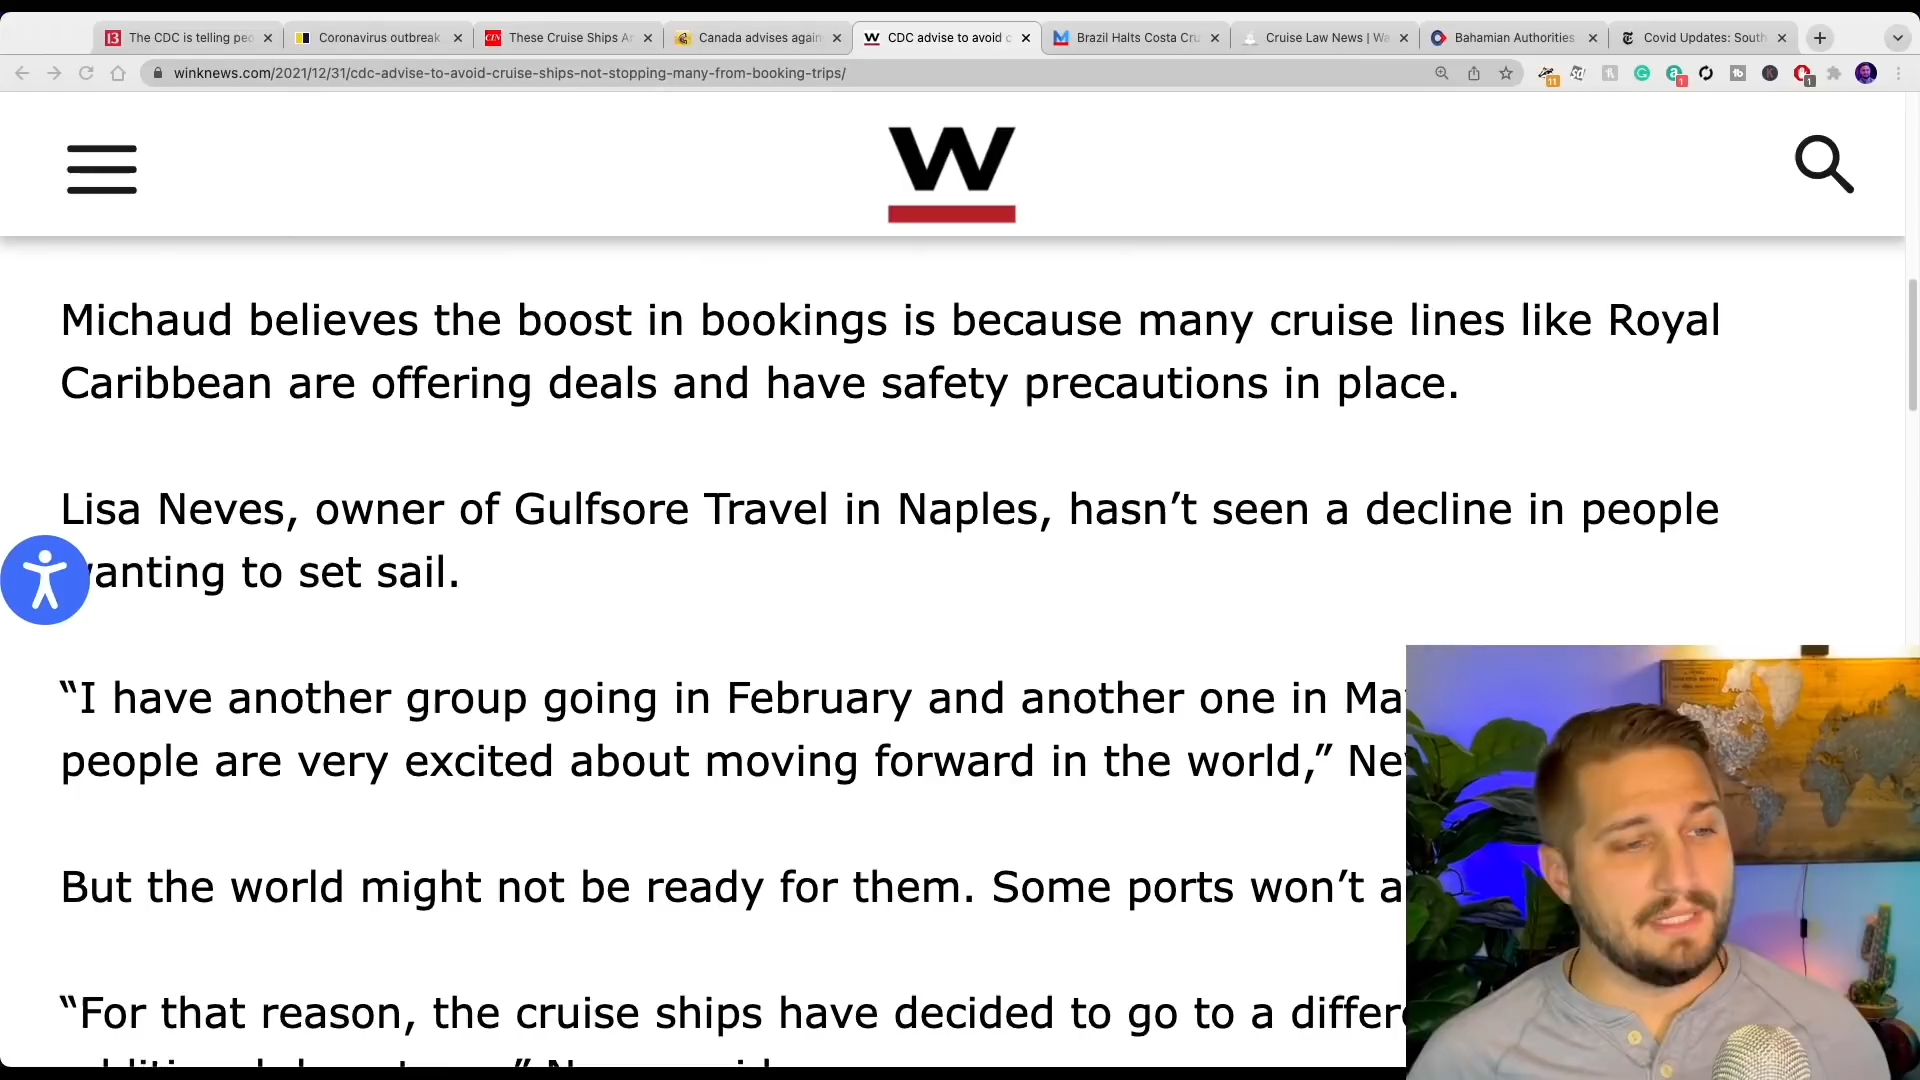 The CDC is telling peo
Coronavirus outbreak
These Cruise Ships A
Canada advises again
CDC advise to avoid c
Brazil Halts Costa Cru
Cruise Law News | Wa
Bahamian Authorities
Covid Updates: South
winknews.com/2021/12/31/cdc-advise-to-avoid-cruise-ships-not-stopping-many-from-booking-trips/
W
Michaud believes the boost in bookings is because many cruise lines like Royal
Caribbean are offering deals and have safety precautions in place.
Lisa Neves, owner of Gulfsore Travel in Naples, hasn’t seen a decline in people
wanting to set sail.
“I have another group going in February and another one in Ma
people are very excited about moving forward in the world,” Ne
But the world might not be ready for them. Some ports won’t a
“For that reason, the cruise ships have decided to go to a differ